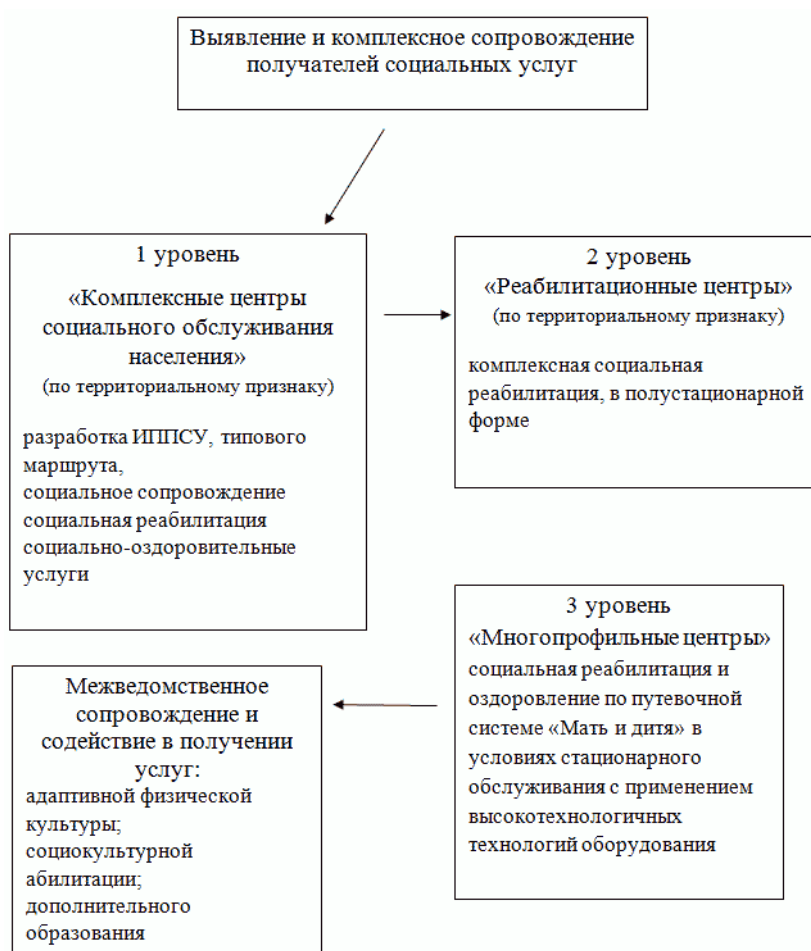 Выявление и комплексное сопровождение
получателей социальных услуг
1 уровень
«Комплексные центры
социального обслуживания
населения»
(по территориальному признаку)
разработка ИППСУ, типового
маршрута,
социальное сопровождение
социальная реабилитация
социально-оздоровительные
услуги
2 уровень
«Реабилитационные центры»
(по территориальному признаку)
комплексная социальная
реабилитация, в полустационарной
форме
3 уровень
«Многопрофильные центры»
социальная реабилитация и
оздоровление по путевочной
системе «Мать и дитя» в
условиях стационарного
обслуживания с применением
высокотехнологичных
технологий оборудования
Межведомственное
сопровождение и
содействие в получении
услуг:
адаптивной физической
культуры;
социокультурной
абилитации;
дополнительного
образования